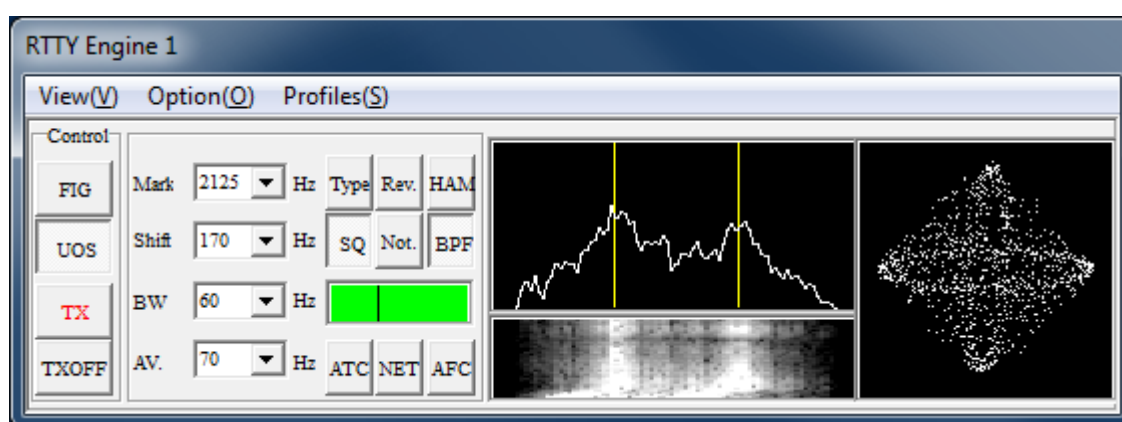 RTTY Engine 1
View(V) Option(O) Profiles(S)
Control
FIG Mark 2125 Hz Type Rev. HAM
UOS Shift 170 Hz SQ Not. BPF
TX BW 60 Hz
TXOFF AV. 70 Hz ATC NET AFC